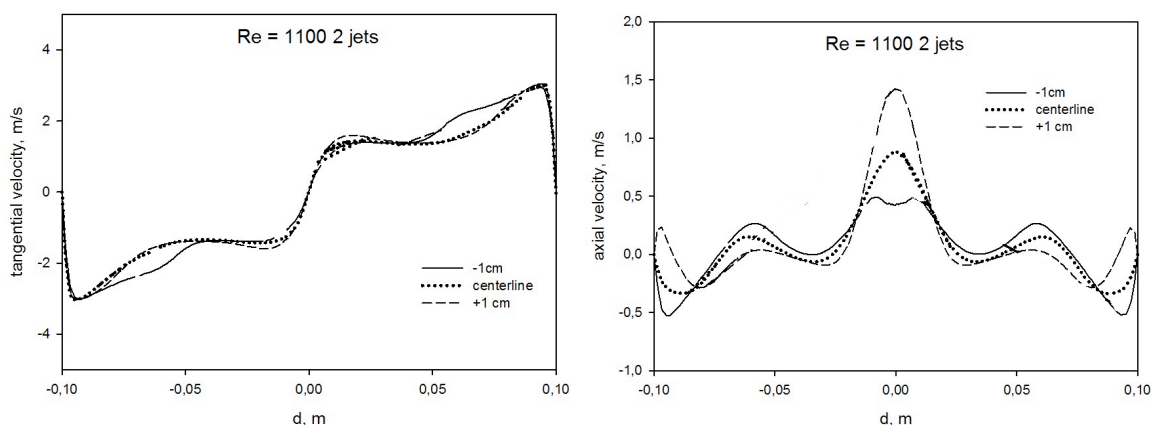 Re = 1100 2 jets
tangential velocity, m/s
4
2
0
-2
-4
-1cm
centerline
+1 cm
-0,10
-0,05
0,00
0,05
0,10
d, m
Re = 1100 2 jets
axial velocity, m/s
2,0
1,5
1,0
0,5
0,0
-0,5
-1,0
-1cm
centerline
+1 cm
-0,10
-0,05
0,00
0,05
0,10
d, m